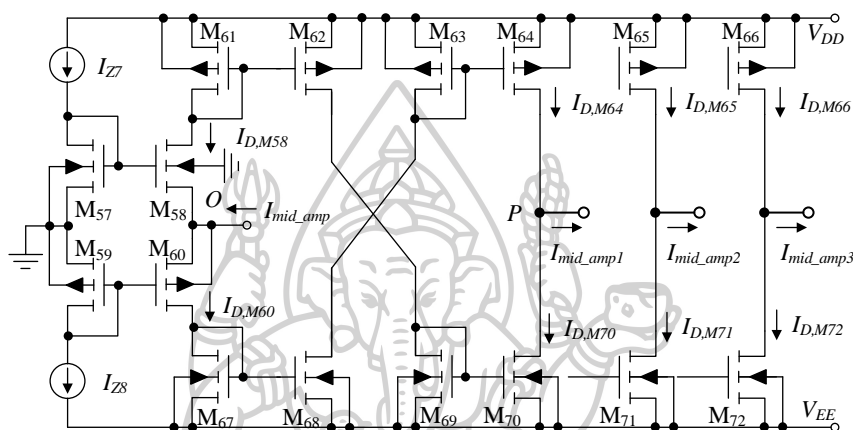 M61 M62 M63 M64 M65 M66
VDD
IZ7
ID,M64 ID,M65 ID,M66
ID,M58
M57 M58
O
Imid_amp
P
M59 M60
Imid_amp1 Imid_amp2 Imid_amp3
ID,M60
ID,M70 ID,M71 ID,M72
IZ8
VEE
M67 M68 M69 M70 M71 M72